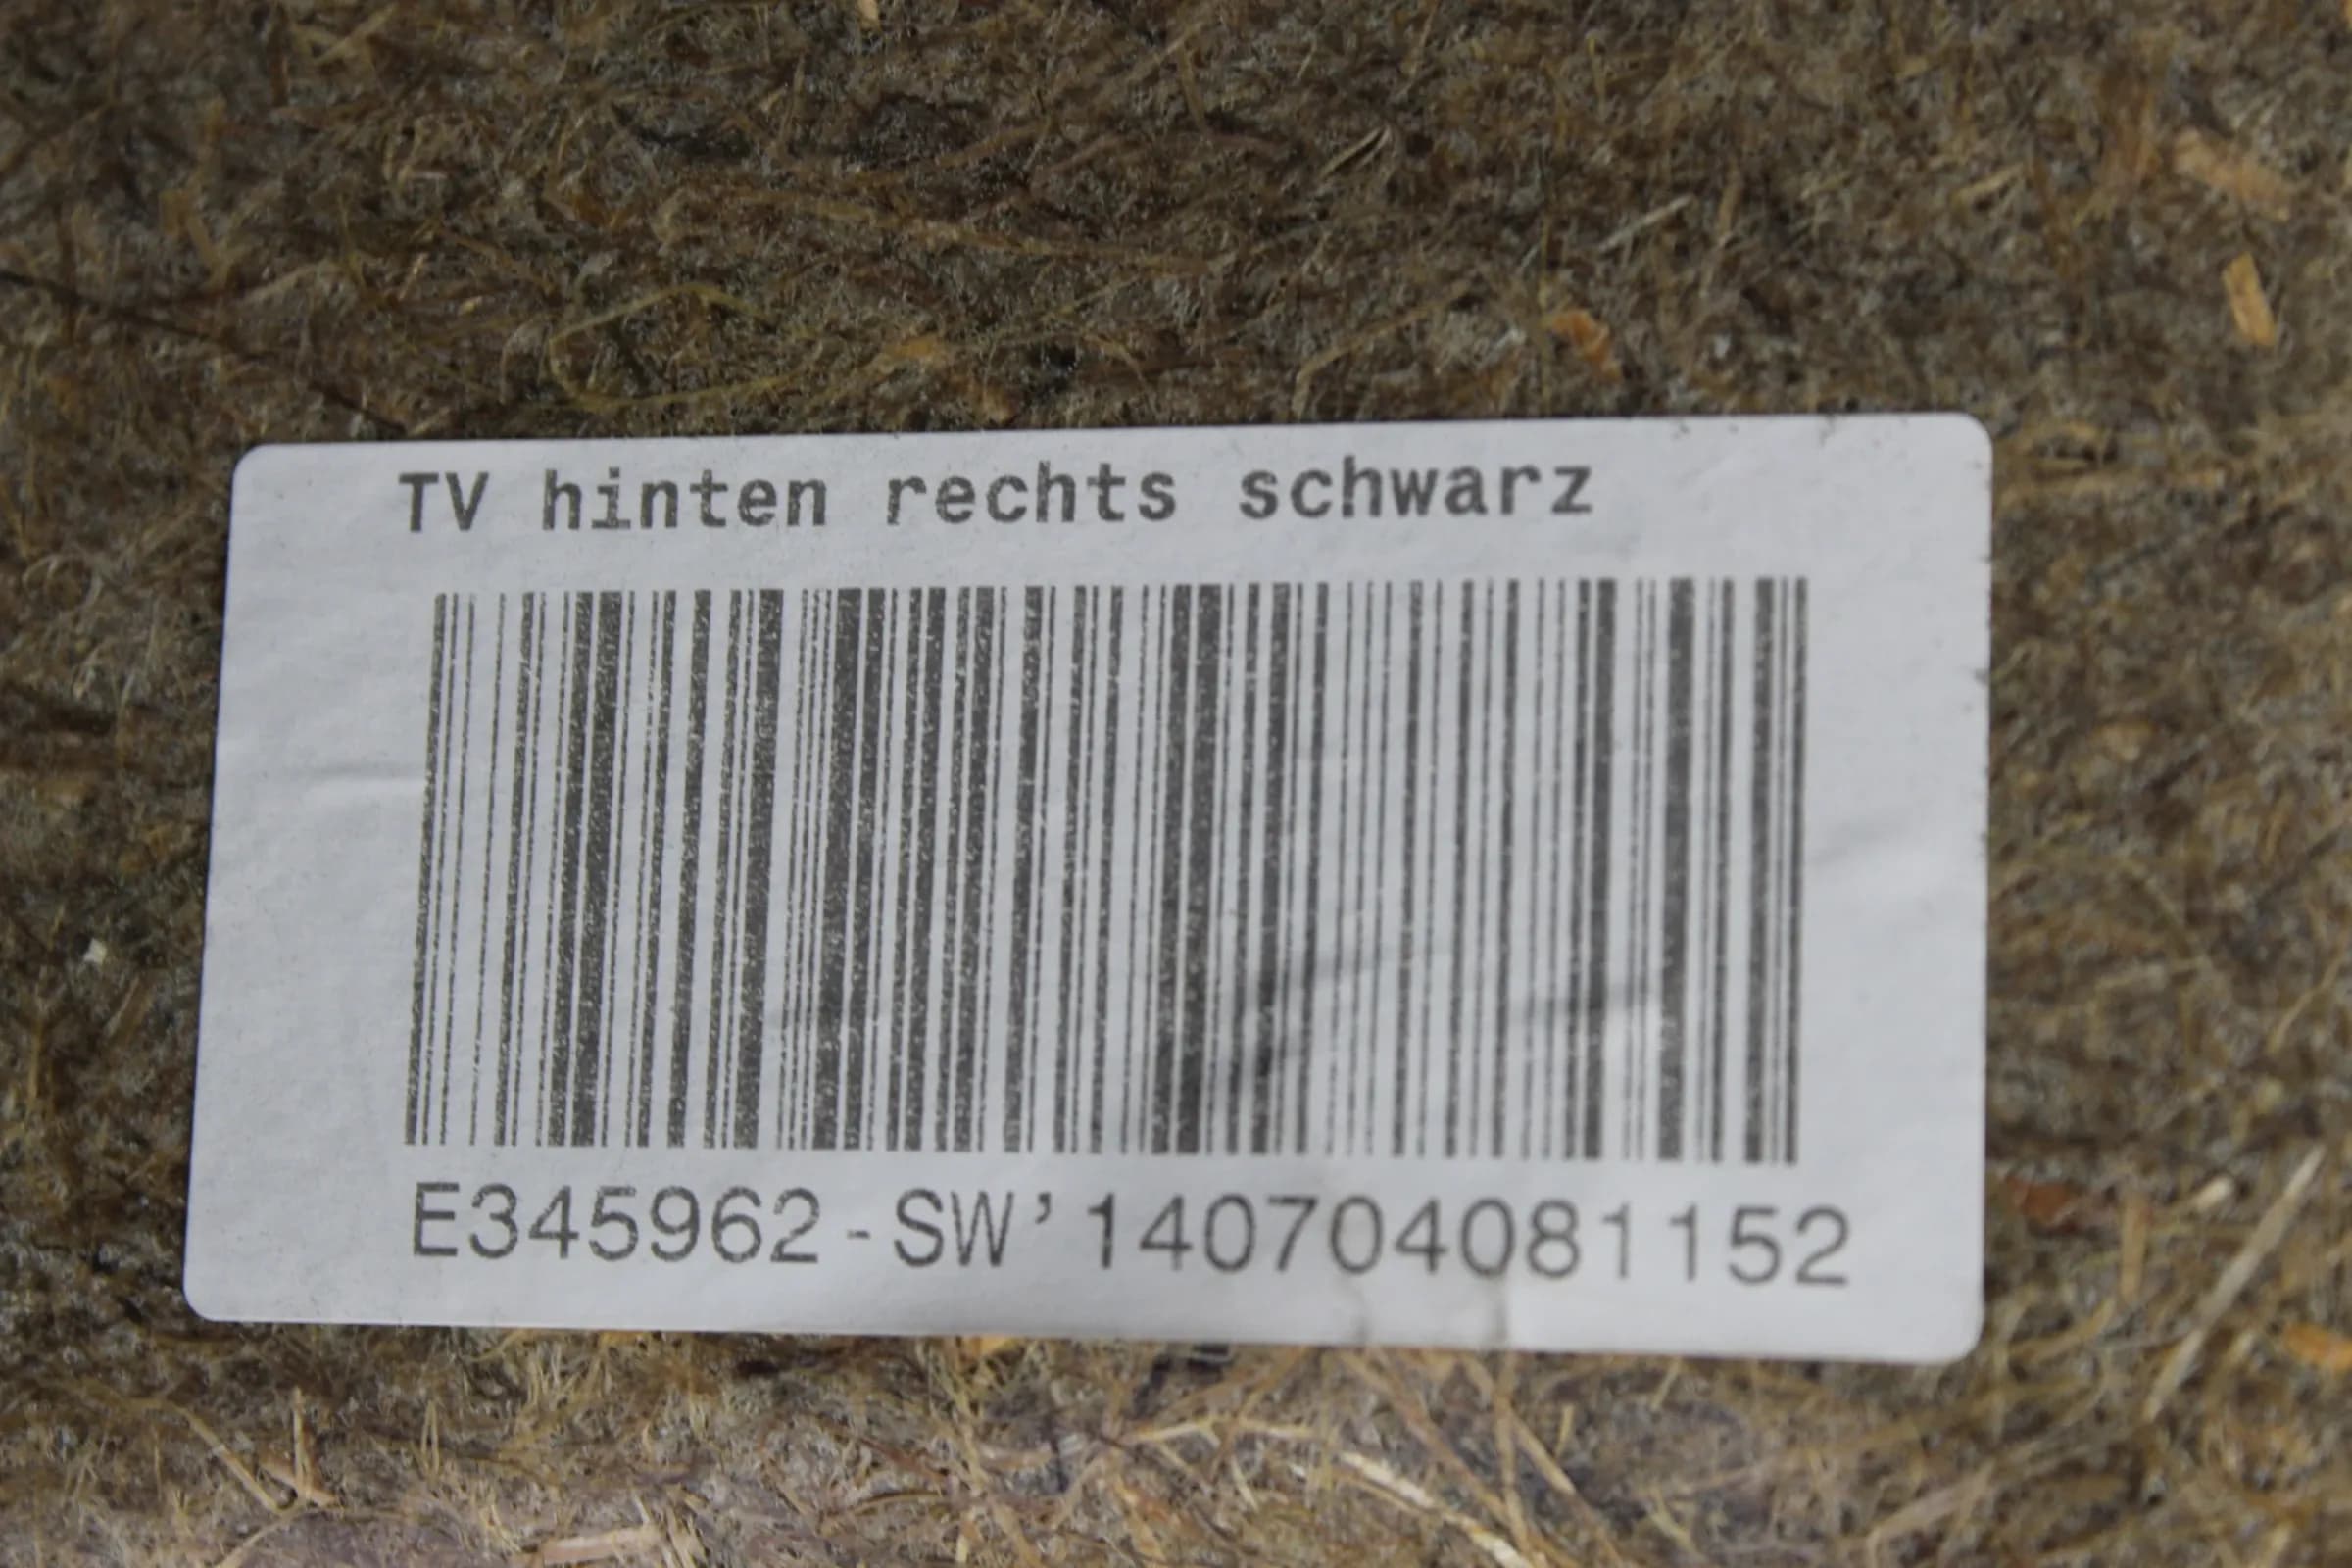 TV hinten rechts schwarz
E345962-SW'140704081152